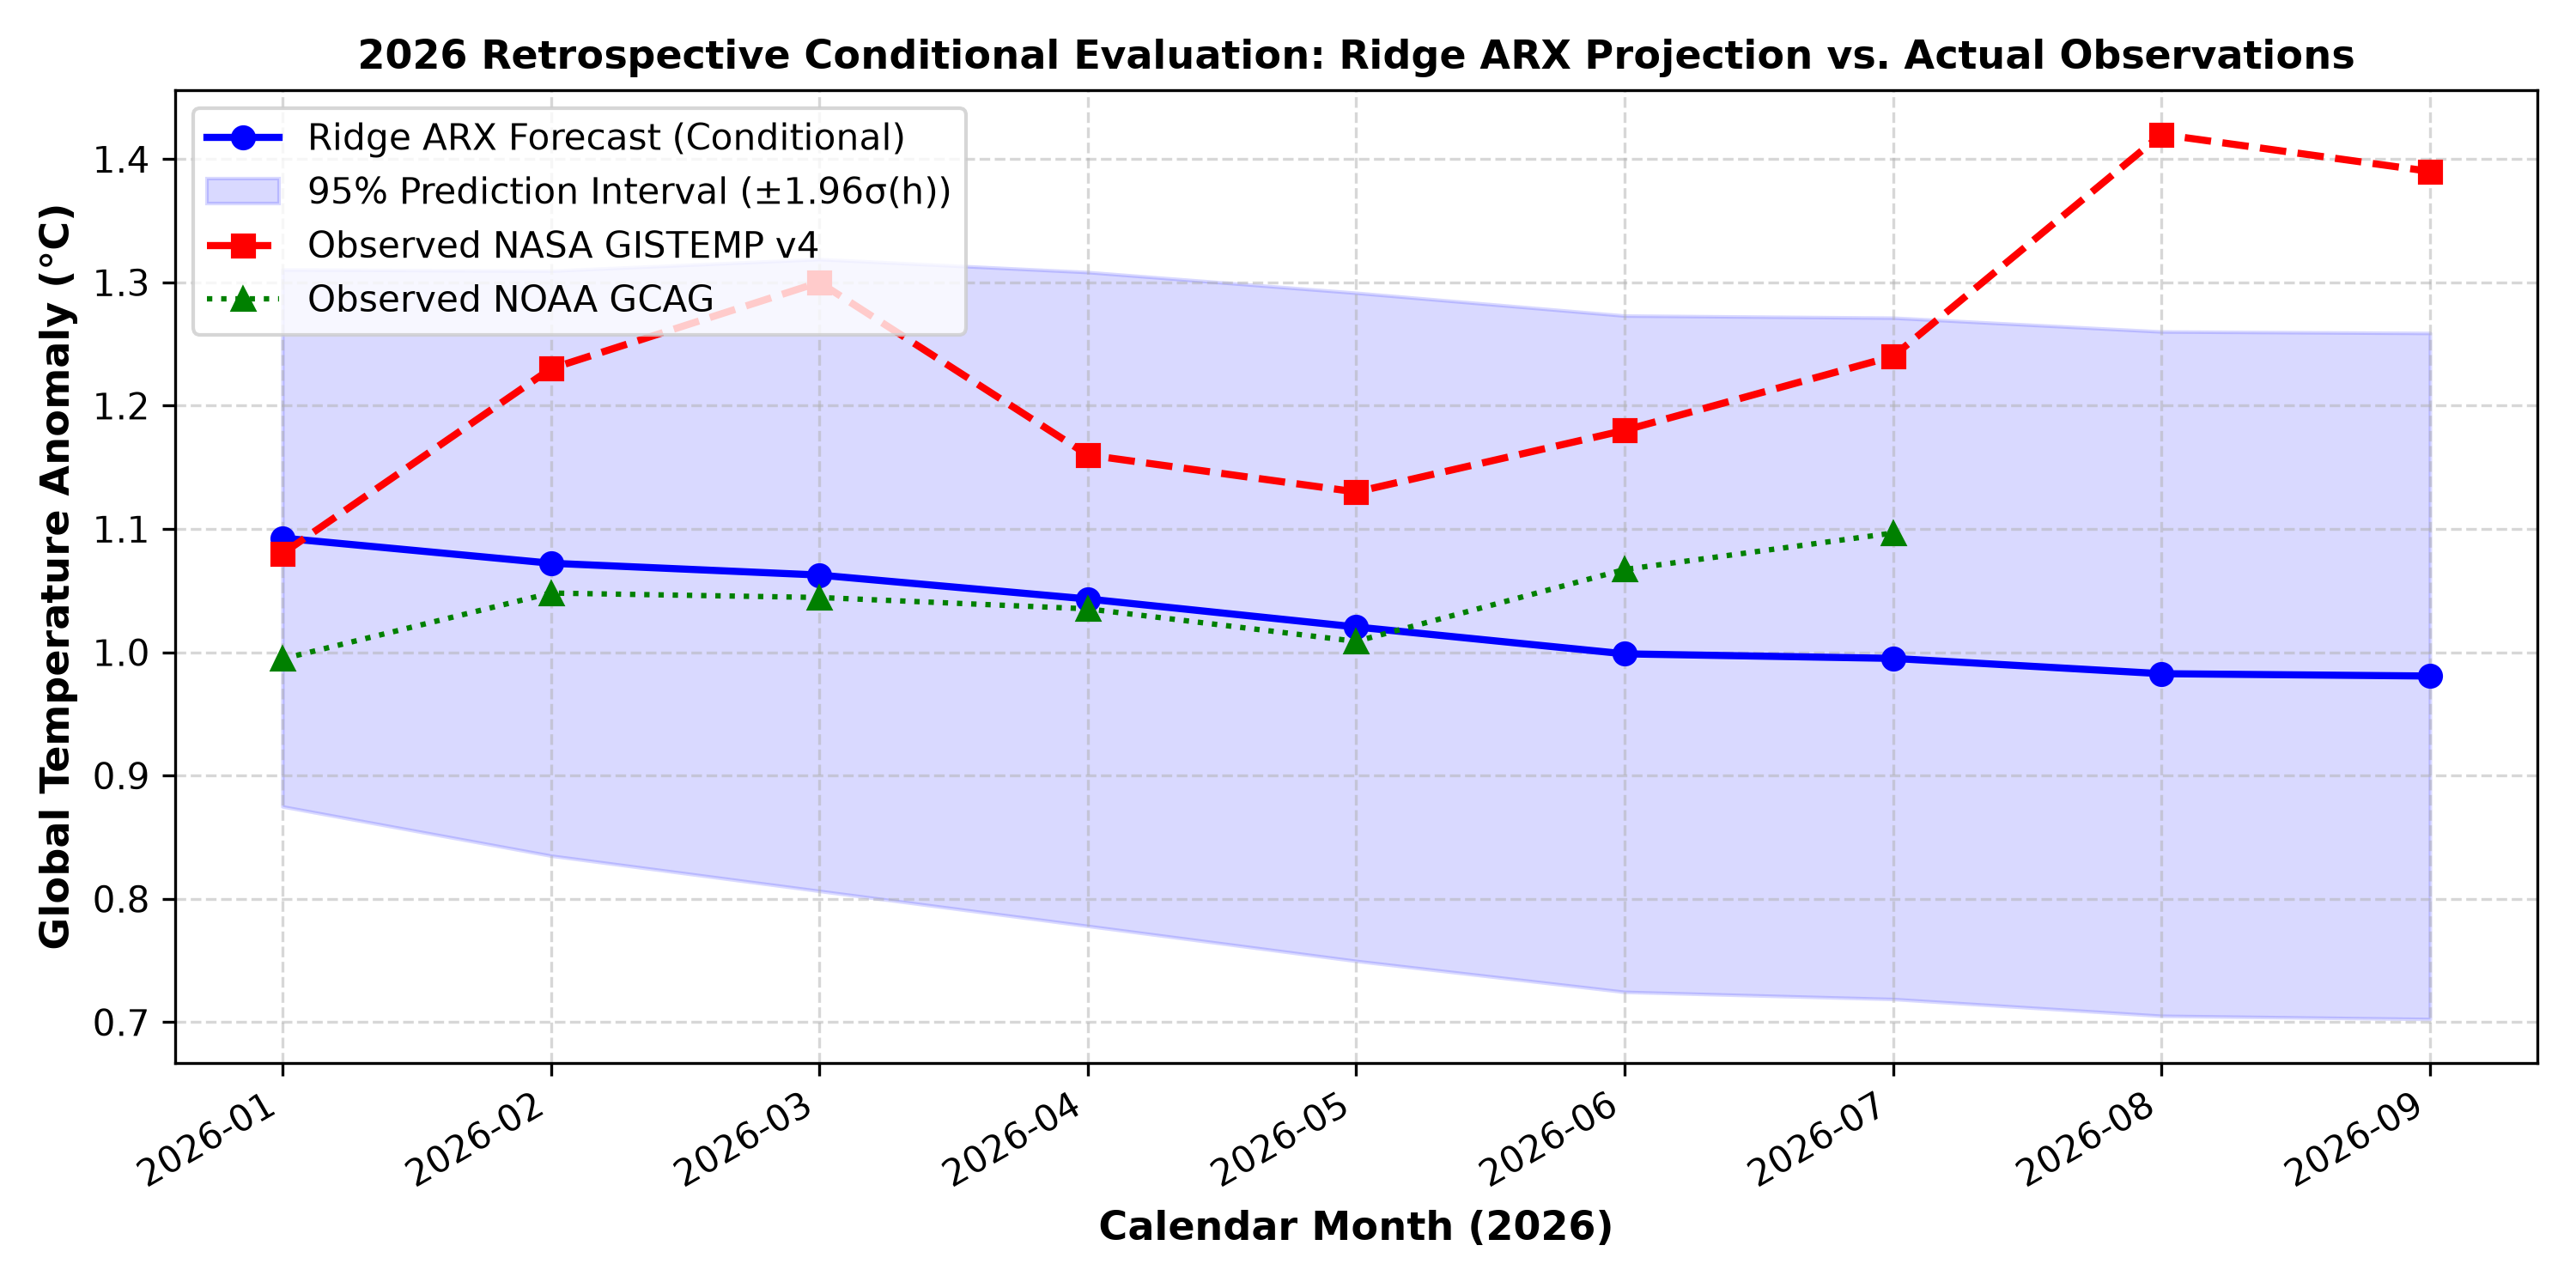 2026 Retrospective Conditional Evaluation: Ridge ARX Projection vs. Actual Observations
Ridge ARX Forecast (Conditional)
95% Prediction Interval (±1.96σ(h))
Observed NASA GISTEMP v4
Observed NOAA GCAG
Global Temperature Anomaly (°C)
1.4
1.3
1.2
1.1
1.0
0.9
0.8
0.7
2026-01
2026-02
2026-03
2026-04
2026-05
2026-06
2026-07
2026-08
2026-09
Calendar Month (2026)